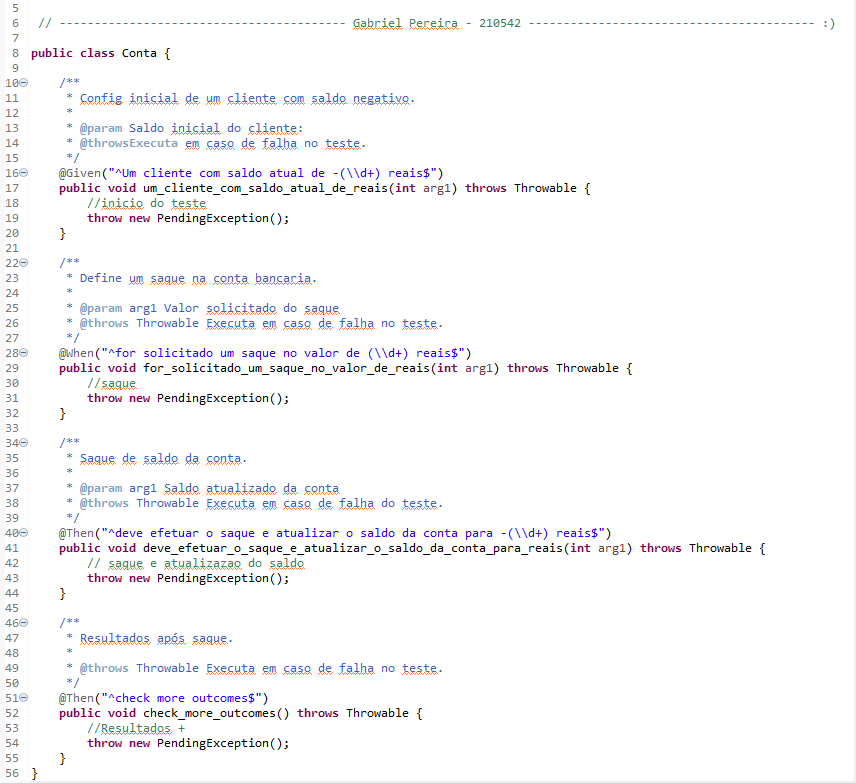 5
6 // ----------------------------------------- Gabriel Pereira - 210542 ----------------------------------------- :)
7
8 public class Conta {
9
10 /**
11 * Config inicial de um cliente com saldo negativo.
12 *
13 * @param Saldo inicial do cliente:
14 * @throwsExecuta em caso de falha no teste.
15 */
16 @Given("^Um cliente com saldo atual de -(\\d+) reais$")
17 public void um_cliente_com_saldo_atual_de_reais(int arg1) throws Throwable {
18 //inicio do teste
19 throw new PendingException();
20 }
21
22 /**
23 * Define um saque na conta bancaria.
24 *
25 * @param arg1 Valor solicitado do saque
26 * @throws Throwable Executa em caso de falha no teste.
27 */
28 @When("^for solicitado um saque no valor de (\\d+) reais$")
29 public void for_solicitado_um_saque_no_valor_de_reais(int arg1) throws Throwable {
30 //saque
31 throw new PendingException();
32 }
33
34 /**
35 * Saque de saldo da conta.
36 *
37 * @param arg1 Saldo atualizado da conta
38 * @throws Throwable Executa em caso de falha do teste.
39 */
40 @Then("^deve efetuar o saque e atualizar o saldo da conta para -(\\d+) reais$")
41 public void deve_efetuar_o_saque_e_atualizar_o_saldo_da_conta_para_reais(int arg1) throws Throwable {
42 // saque e atualizazao do saldo
43 throw new PendingException();
44 }
45
46 /**
47 * Resultados após saque.
48 *
49 * @throws Throwable Executa em caso de falha no teste.
50 */
51 @Then("^check more outcomes$")
52 public void check_more_outcomes() throws Throwable {
53 //Resultados +
54 throw new PendingException();
55 }
56 }